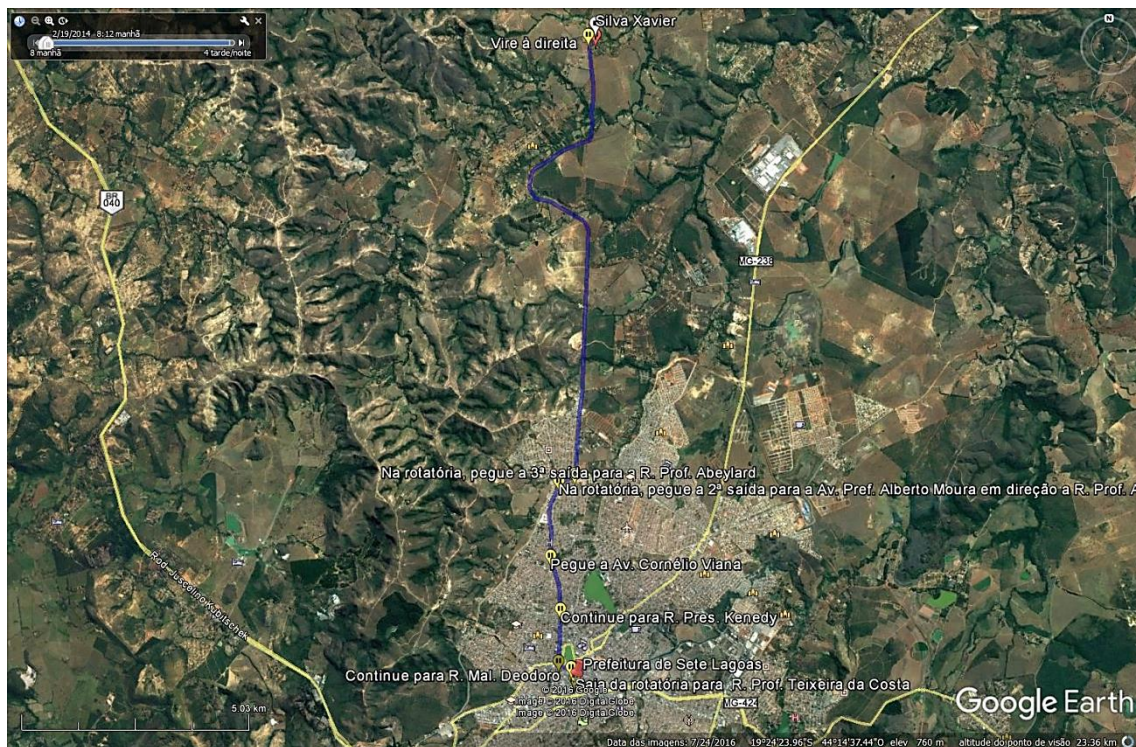 2/19/2014 8:12 manhã
8 manhã
4 tarde/noite
N
Silva Xavier
Vire à direita
BR
040
MG-238
Na rotatória, pegue a 3ª saída para a R. Prof. Abeylard
Na rotatória, pegue a 2ª saída para a Av. Pref. Alberto Moura em direção a R. Prof. A
Rod. Juscelino Kubitschek
Pegue a Av. Cornélio Viana
Continue para R. Pres. Kenedy
Prefeitura de Sete Lagoas
Continue para R. Mal. Deodoro
Saia da rotatória para R. Prof. Teixeira da Costa
© 2016 Google
Image © 2016 DigitalGlobe
Image © 2016 DigitalGlobe
MG-424
5.03 km
Google Earth
Data das imagens: 7/24/2016 19°24'23.96"S 44°14'37.44"O elev 760 m altitude do ponto de visão 23.36 km